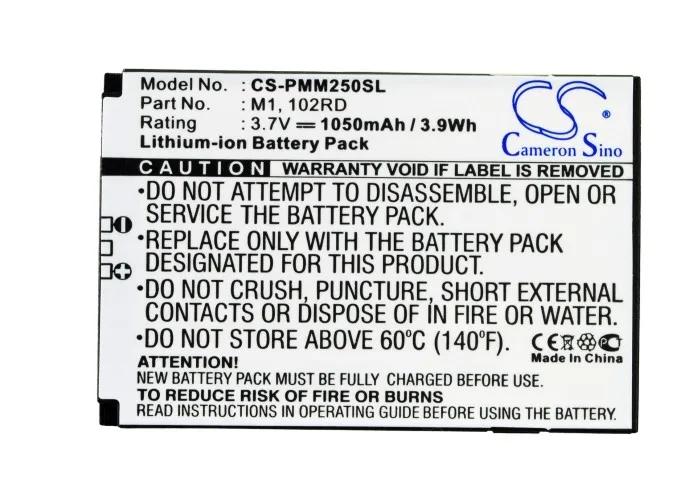 Model No. : CS-PMM250SL
Part No. : M1, 102RD
Rating : 3.7V ⎓ 1050mAh / 3.9Wh
Lithium-ion Battery Pack
CS ®
Cameron Sino
CAUTION WARRANTY VOID IF LABEL IS REMOVED
•DO NOT ATTEMPT TO DISASSEMBLE, OPEN OR
SERVICE THE BATTERY PACK.
•REPLACE ONLY WITH THE BATTERY PACK
DESIGNATED FOR THIS PRODUCT.
•DO NOT CRUSH, PUNCTURE, SHORT EXTERNAL
CONTACTS OR DISPOSE OF IN FIRE OR WATER.
•DO NOT STORE ABOVE 60°C (140°F).
CE
Made In China
ATTENTION!
NEW BATTERY PACK MUST BE FULLY CHARGED BEFORE USE.
RISK OF FIRE OR BURNS
READ INSTRUCTIONS IN OPERATING GUIDE BEFORE USING THE BATTERY.